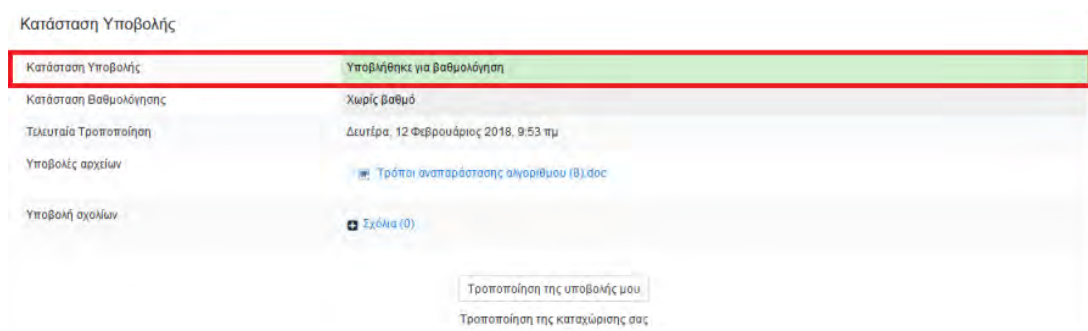 Κατάσταση Υποβολής
Κατάσταση Υποβολής Υποβλήθηκε για βαθμολόγηση
Κατάσταση Βαθμολόγησης Χωρίς βαθμό
Τελευταία Τροποποίηση Δευτέρα, 12 Φεβρουάριος 2018, 9:53 πμ
Υποβολές αρχείων Τρόποι αναπαράστασης αλγορίθμου (8).doc
Υποβολή σχολίων Σχόλια (0)
Τροποποίηση της υποβολής μου
Τροποποίηση της καταχώρισης σας